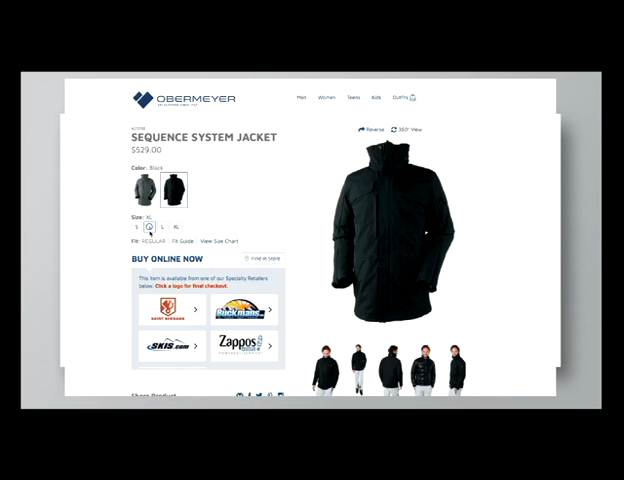 OBERMEYER
Men Women Teens Kids Outfits
SEQUENCE SYSTEM JACKET
$529.00
Reverse 360° View
Color: Black
Size: XL
S L XL
Fit: REGULAR Fit Guide View Size Chart
BUY ONLINE NOW
Find in Store
This item is available from one of our Specialty Retailers
below. Click a logo for final checkout:
SAINT BERNARD
Buckmans
SKIS.com
Zappos
Share Product